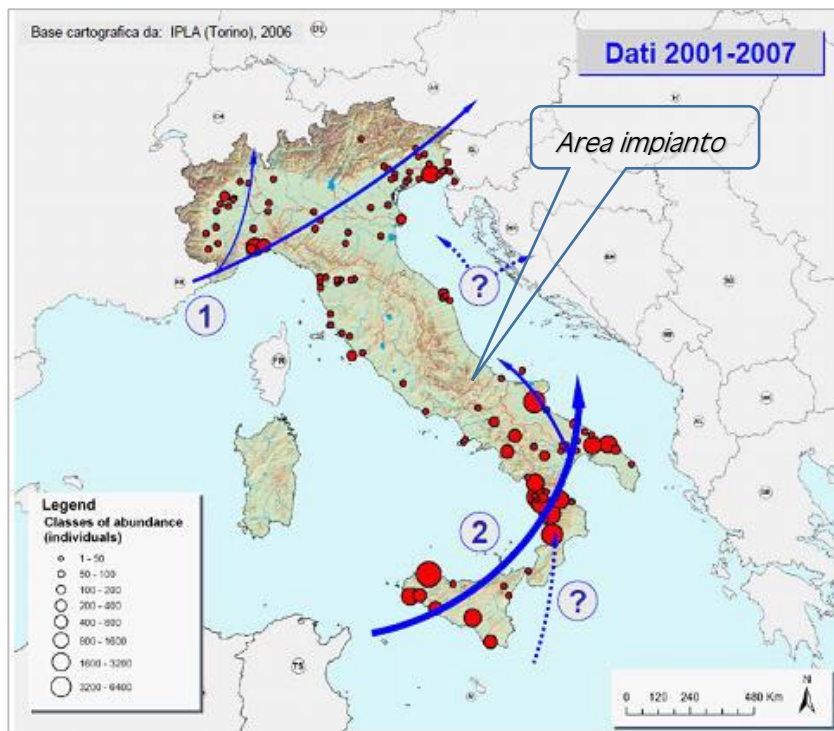 Base cartografica da: IPLA (Torino), 2006
Dati 2001-2007
Area impianto
?
1
2
?
Legend
Classes of abundance
(individuals)
1 - 50
50 - 100
100 - 200
200 - 400
400 - 800
800 - 1600
1600 - 3200
3200 - 6400
TS
0 120 240 480 Km